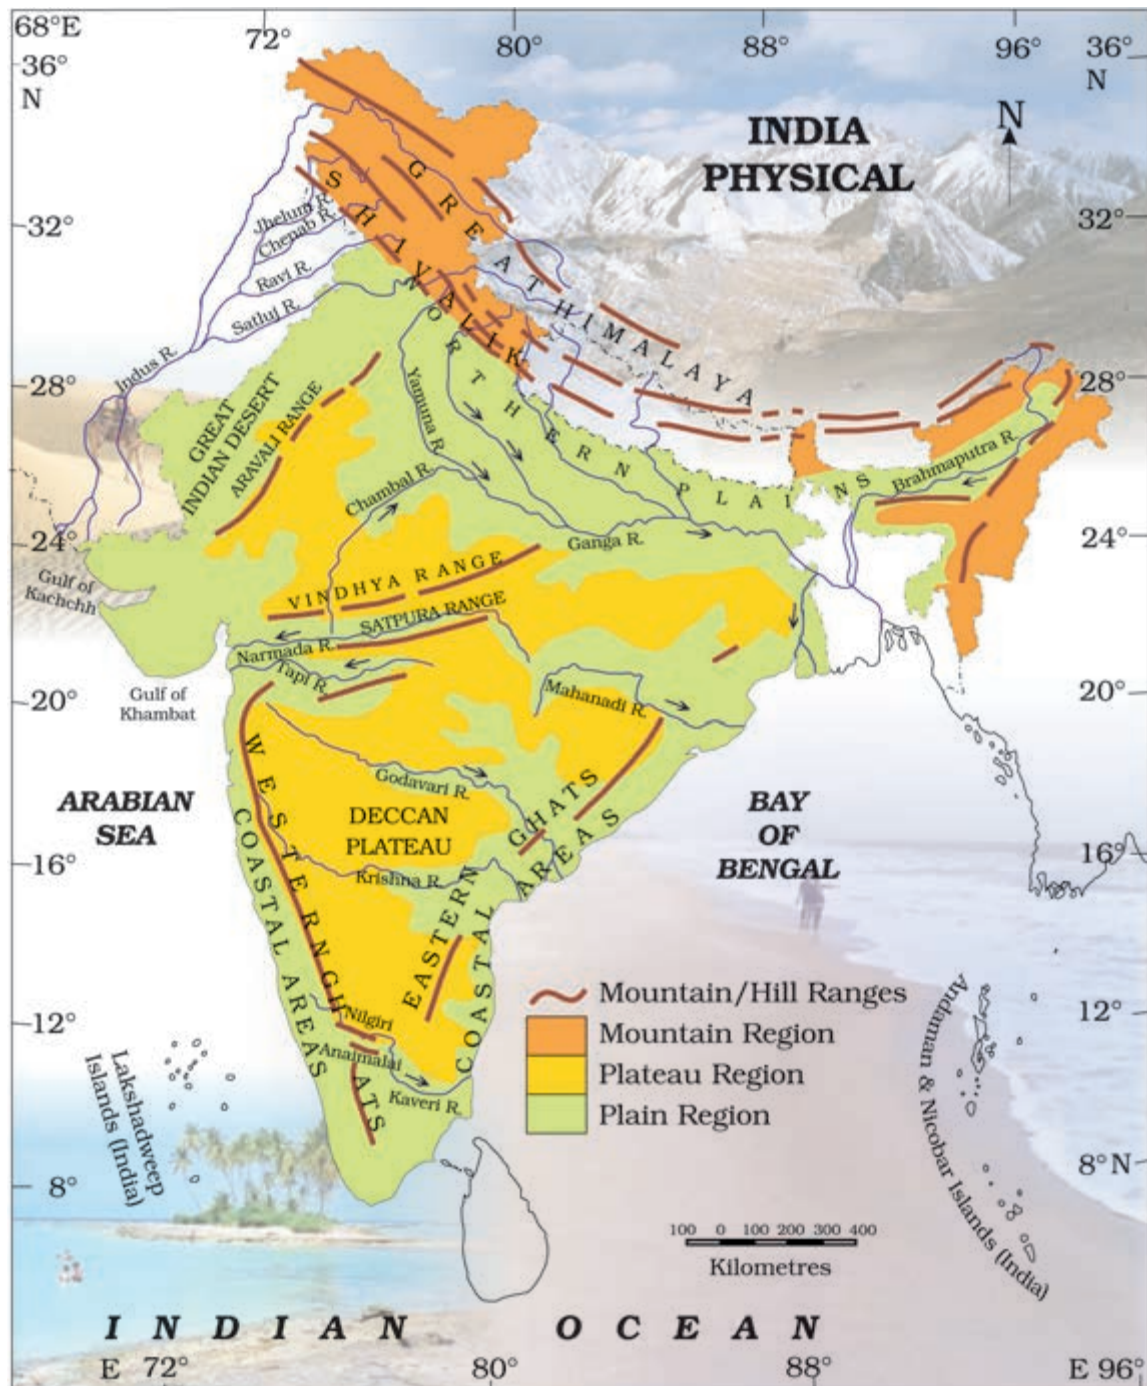 68°E
72°
80°
88°
96°
36°
N
36°
N
INDIA
PHYSICAL
N
32°
32°
28°
28°
24°
24°
20°
20°
16°
16°
12°
12°
8°
8°N
GREAT HIMALAYA
SHIVALIK
Jhelum R.
Chenab R.
Ravi R.
Satluj R.
Indus R.
NORTHERN PLAINS
GREAT
INDIAN DESERT
ARAVALI RANGE
Yamuna R.
Chambal R.
Ganga R.
Brahmaputra R.
Gulf of
Kachchh
VINDHYA RANGE
SATPURA RANGE
Narmada R.
Tapi R.
Gulf of
Khambat
Mahanadi R.
Godavari R.
ARABIAN
SEA
DECCAN
PLATEAU
Krishna R.
WESTERN GHATS
COASTAL AREAS
EASTERN GHATS
COASTAL AREAS
BAY
OF
BENGAL
Nilgiri
Anaimalai
Kaveri R.
Lakshadweep
Islands (India)
Andaman & Nicobar Islands (India)
Mountain/Hill Ranges
Mountain Region
Plateau Region
Plain Region
100 0 100 200 300 400
Kilometres
INDIAN OCEAN
E 72°
80°
88°
E 96°